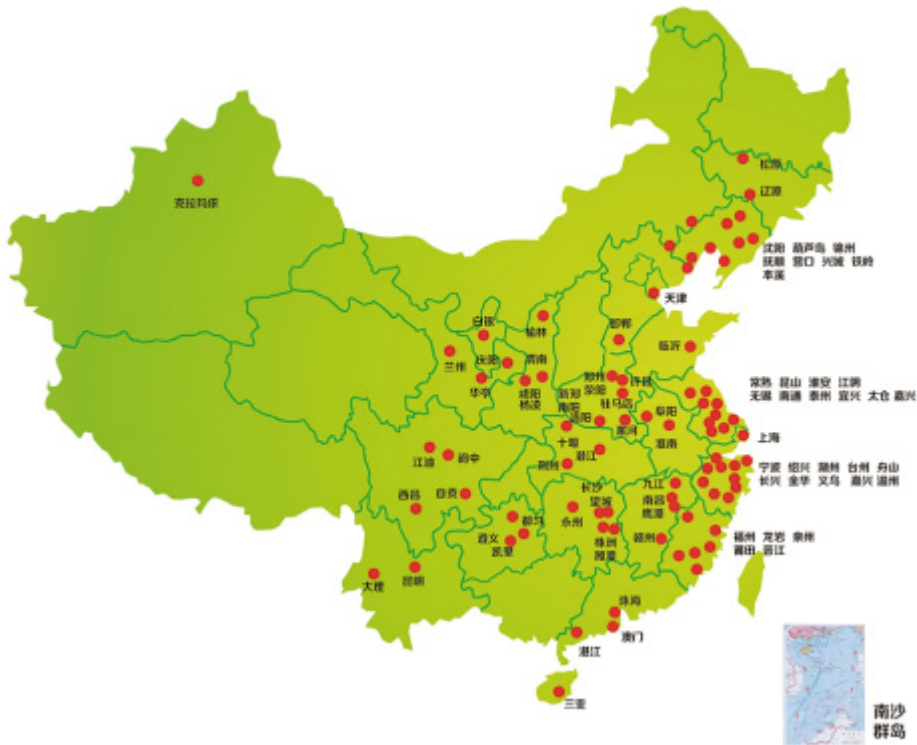 松原
辽源
克拉玛依
沈阳 葫芦岛 锦州
抚顺 营口 兴城 铁岭
本溪
天津
白银
榆林
邯郸
临沂
兰州
庆阳
渭南
华亭
咸阳
杨凌
郑州
荥阳
许昌
新郑
南阳
驻马店
阜阳
漯河
淮南
十堰
常熟 昆山 淮安 江阴
无锡 南通 泰州 宜兴 太仓 嘉兴
上海
江油
阆中
荆州
潜江
宁波 绍兴 湖州 台州 舟山
长兴 金华 义乌 嘉兴 温州
西昌
自贡
长沙
望城
九江
南昌
鹰潭
永州
都匀
遵义
凯里
株洲
湘潭
赣州
福州 龙岩 泉州
莆田 晋江
大理
昆明
珠海
澳门
湛江
三亚
南沙
群岛